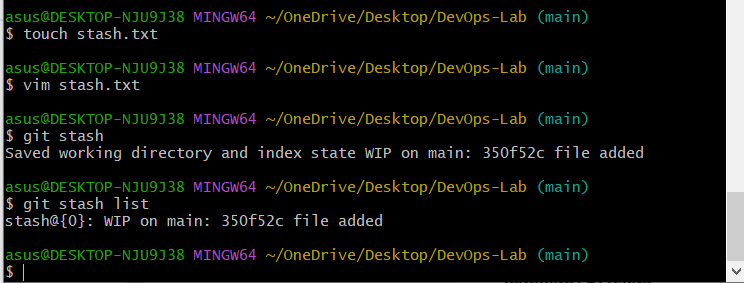 asus@DESKTOP-NJU9J38 MINGW64 ~/OneDrive/Desktop/DevOps-Lab (main)
$ touch stash.txt
asus@DESKTOP-NJU9J38 MINGW64 ~/OneDrive/Desktop/DevOps-Lab (main)
$ vim stash.txt
asus@DESKTOP-NJU9J38 MINGW64 ~/OneDrive/Desktop/DevOps-Lab (main)
$ git stash
Saved working directory and index state WIP on main: 350f52c file added
asus@DESKTOP-NJU9J38 MINGW64 ~/OneDrive/Desktop/DevOps-Lab (main)
$ git stash list
stash@{0}: WIP on main: 350f52c file added
asus@DESKTOP-NJU9J38 MINGW64 ~/OneDrive/Desktop/DevOps-Lab (main)
$